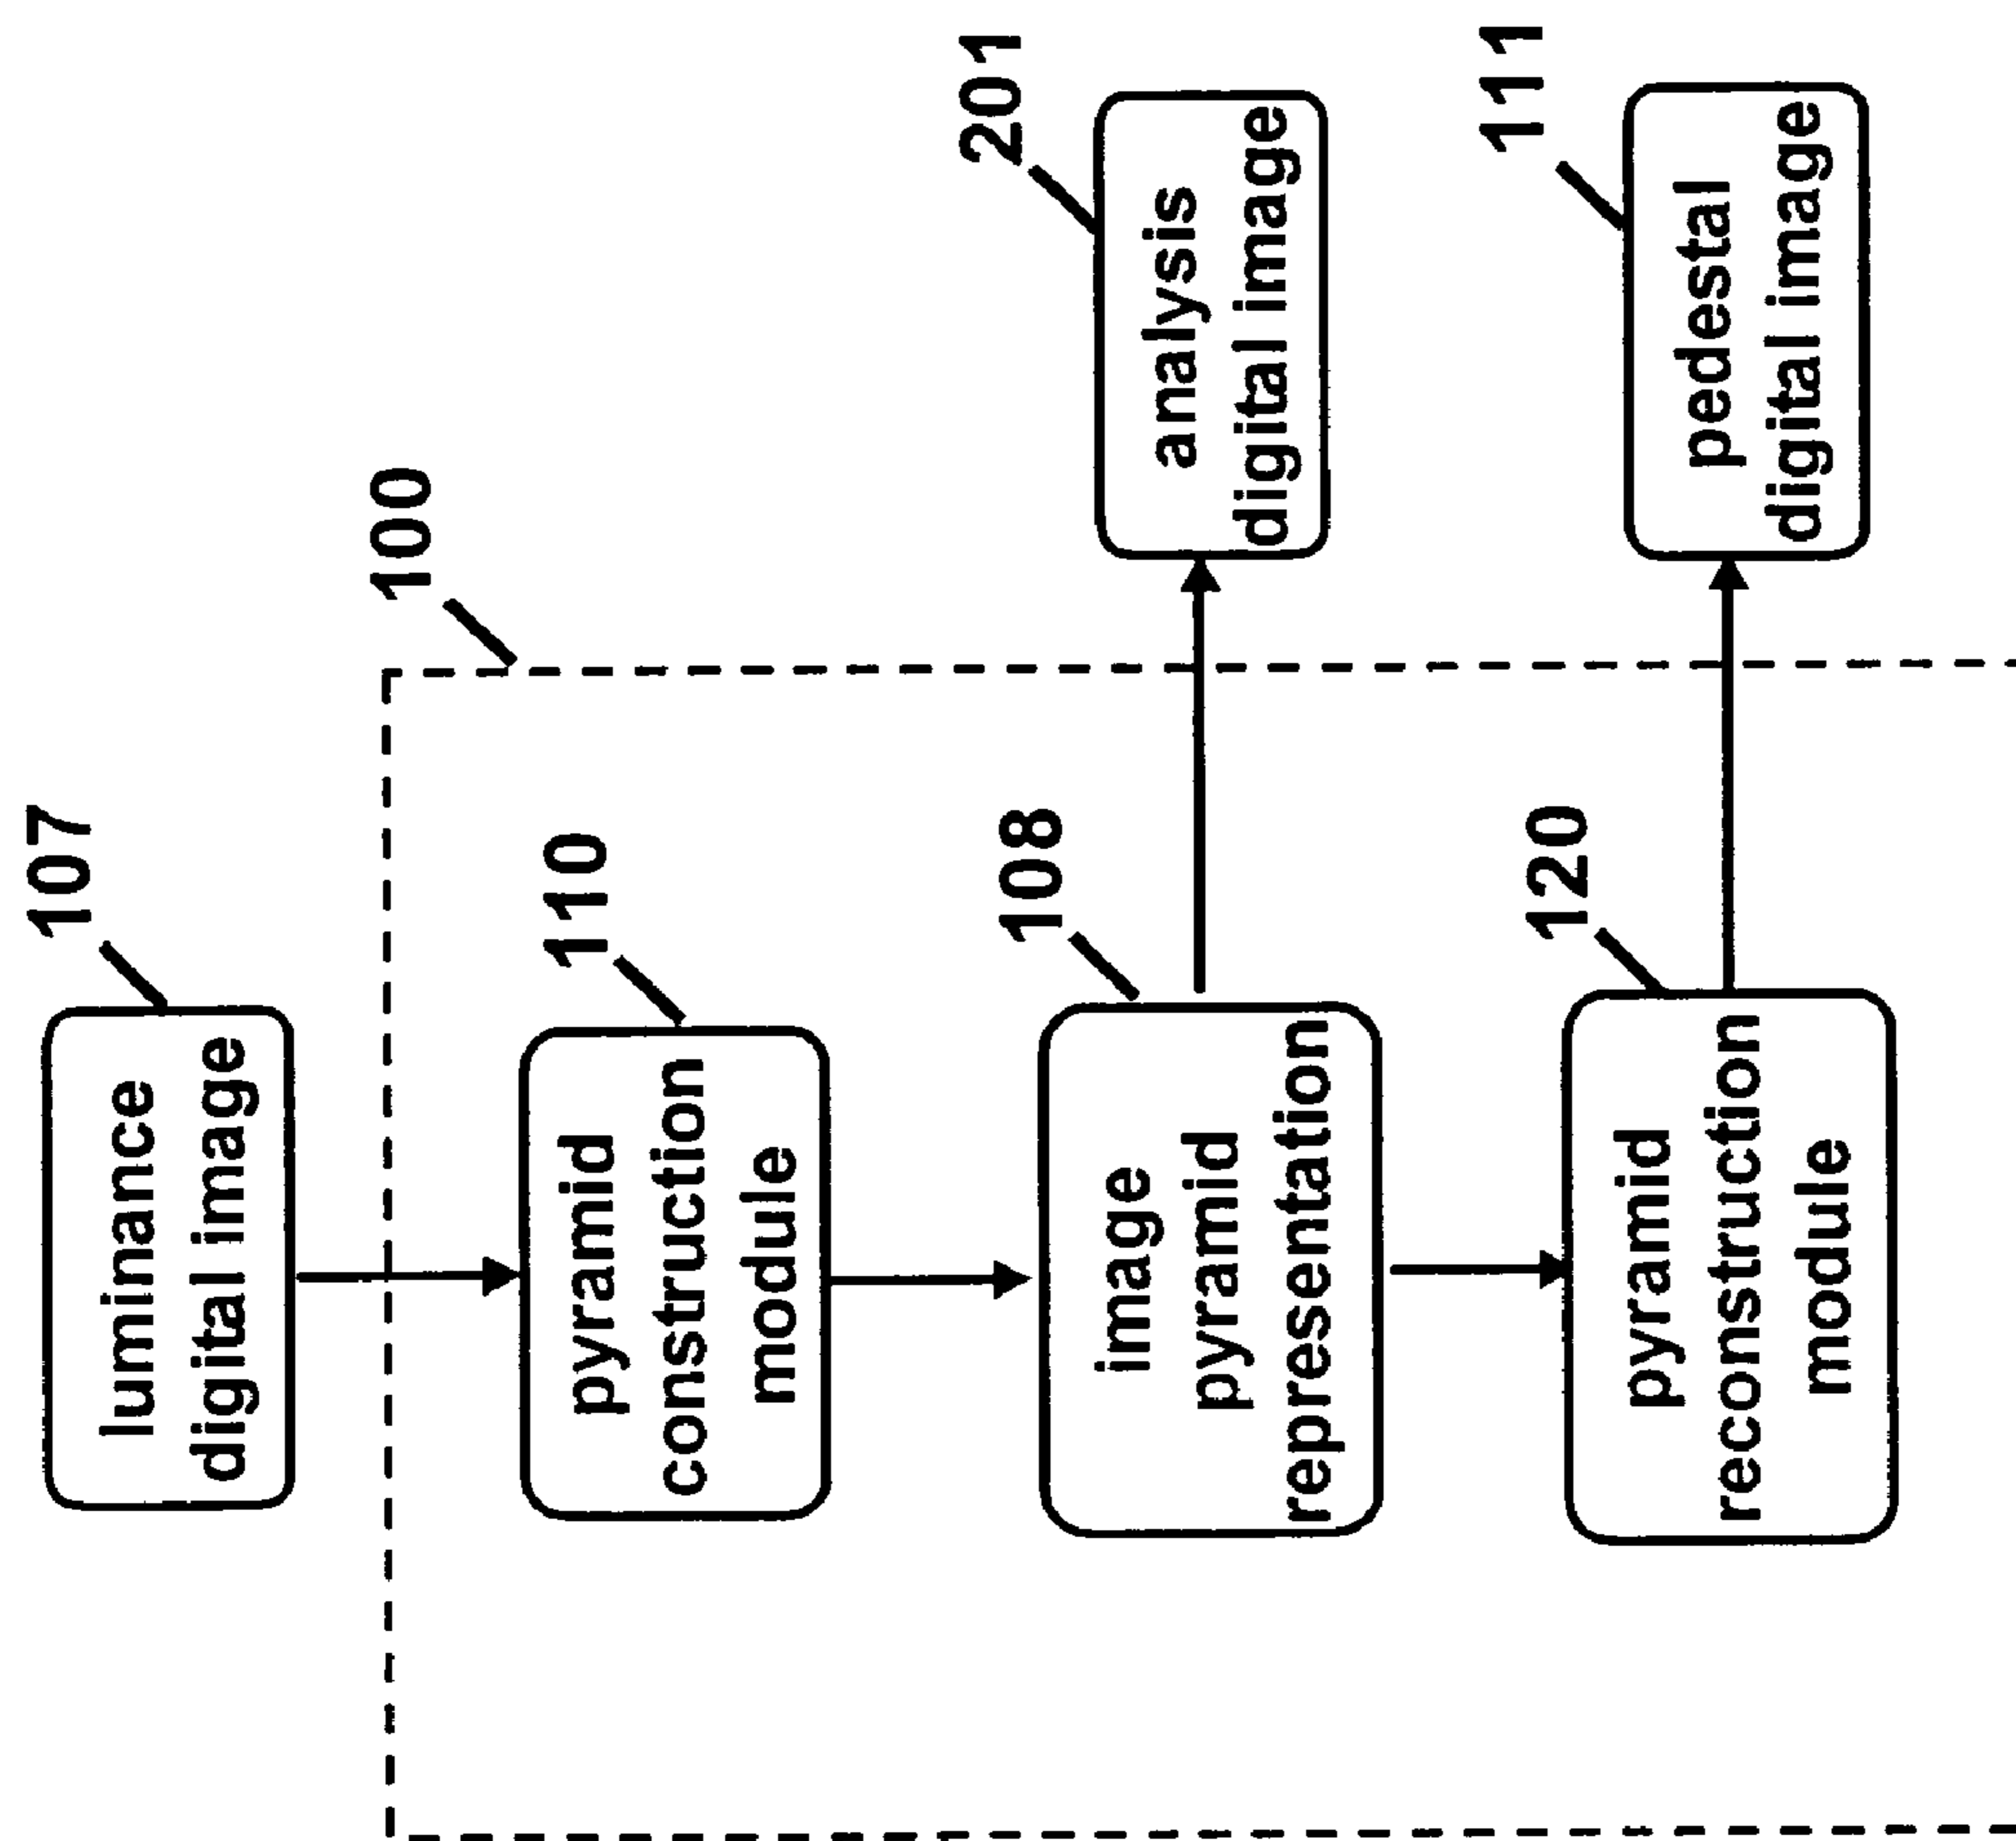 107
luminance
digital image
100
110
pyramid
construction
module
108
image
pyramid
representation
201
analysis
digital image
120
pyramid
reconstruction
module
111
pedestal
digital image